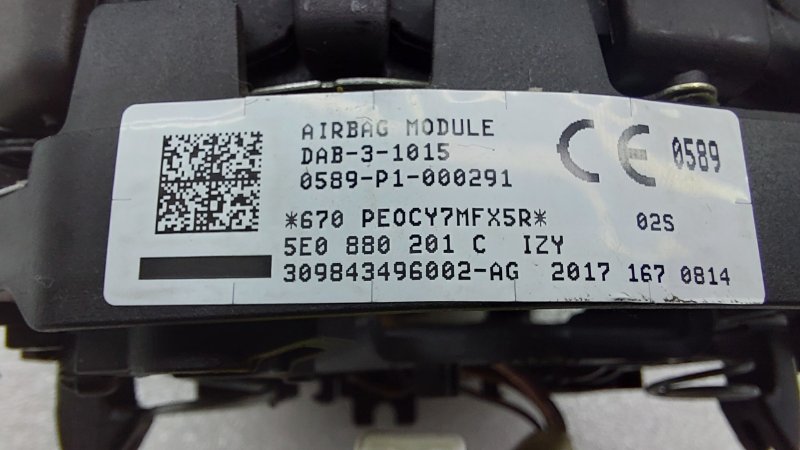 AIRBAG MODULE
DAB-3-1015
0589-P1-000291
CE 0589
*670 PEOCY7MFX5R* 02S
5E0 880 201 C IZY
309843496002-AG 2017 167 0814